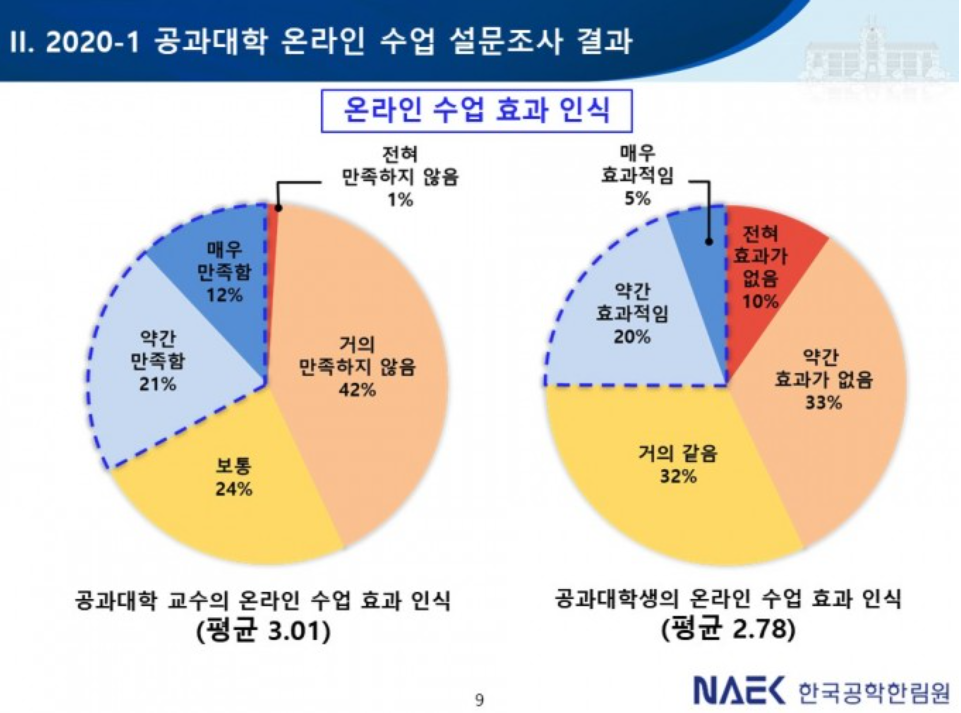 II. 2020-1 공과대학 온라인 수업 설문조사 결과
온라인 수업 효과 인식
전혀
만족하지 않음
1%
매우
만족함
12%
약간
만족함
21%
거의
만족하지 않음
42%
보통
24%
공과대학 교수의 온라인 수업 효과 인식
(평균 3.01)
매우
효과적임
5%
전혀
효과가
없음
10%
약간
효과적임
20%
약간
효과가 없음
33%
거의 같음
32%
공과대학생의 온라인 수업 효과 인식
(평균 2.78)
9
NAEK 한국공학한림원